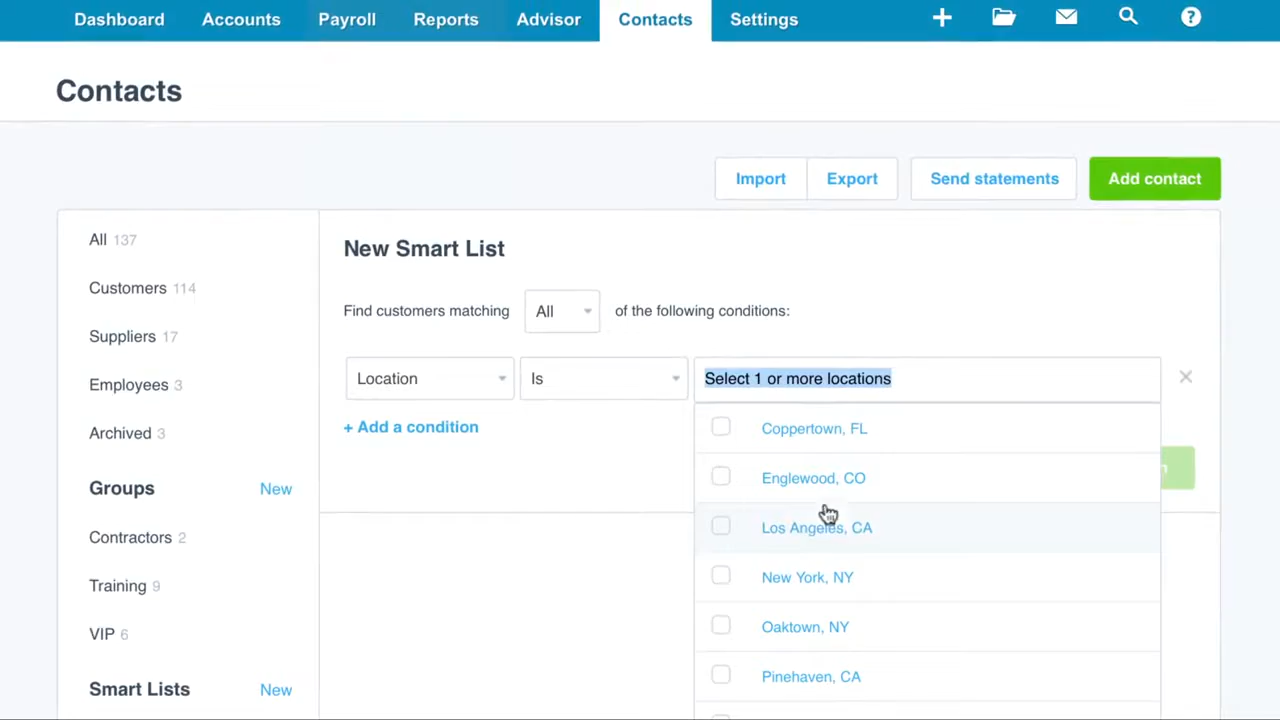 Dashboard Accounts Payroll Reports Advisor Contacts Settings
Contacts
Import Export Send statements Add contact
All 137
Customers 114
Suppliers 17
Employees 3
Archived 3
Groups New
Contractors 2
Training 9
VIP 6
Smart Lists New
New Smart List
Find customers matching All of the following conditions:
Location Is Select 1 or more locations
+ Add a condition
Coppertown, FL
Englewood, CO
Los Angeles, CA
New York, NY
Oaktown, NY
Pinehaven, CA